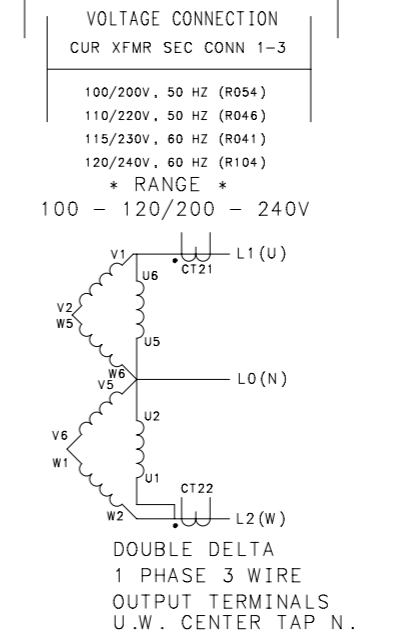 VOLTAGE CONNECTION
CUR XFMR SEC CONN 1-3
100/200V, 50 HZ (R054)
110/220V, 50 HZ (R046)
115/230V, 60 HZ (R041)
120/240V, 60 HZ (R104)
* RANGE *
100 - 120/200 - 240V
V1
L1(U)
CT21
U6
V2
W5
U5
W6
V5
L0(N)
U2
V6
W1
U1
CT22
W2
L2(W)
DOUBLE DELTA
1 PHASE 3 WIRE
OUTPUT TERMINALS
U.W. CENTER TAP N.